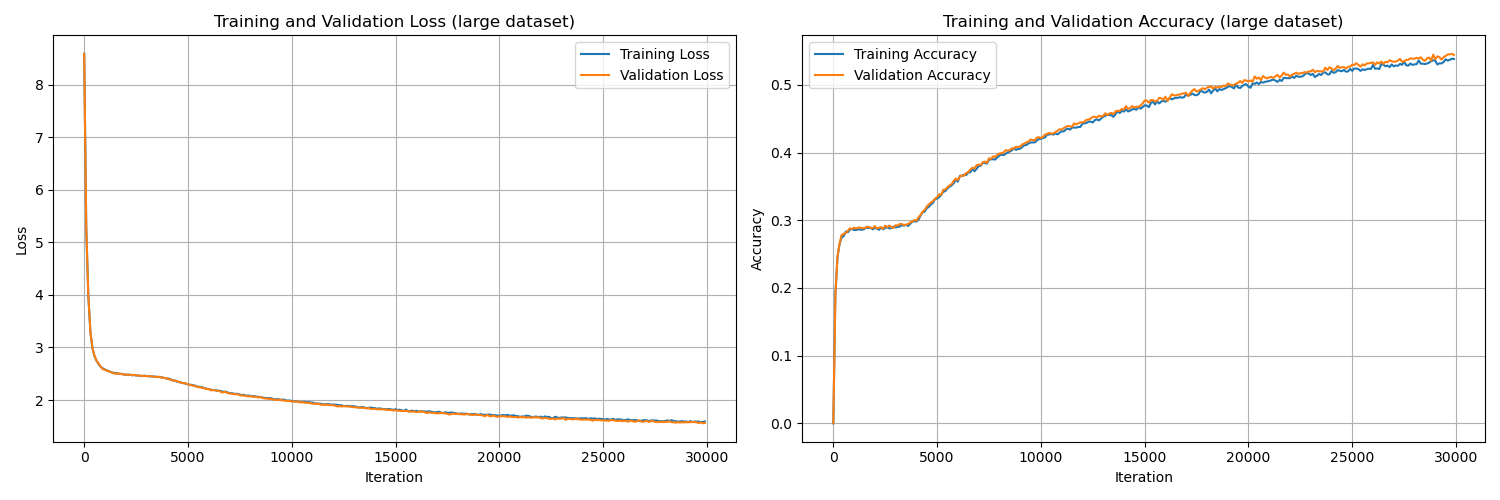 Training and Validation Loss (large dataset)
Training Loss
Validation Loss
8
7
6
5
4
3
2
Loss
0
5000
10000
15000
20000
25000
30000
Iteration
Training and Validation Accuracy (large dataset)
Training Accuracy
Validation Accuracy
0.5
0.4
0.3
0.2
0.1
0.0
Accuracy
0
5000
10000
15000
20000
25000
30000
Iteration